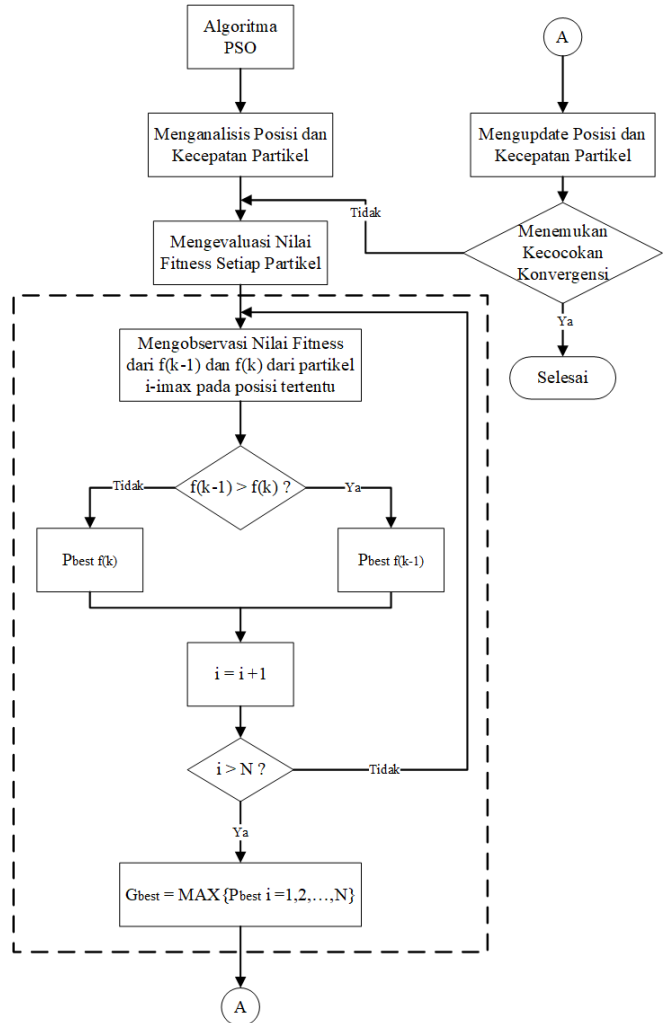 Algoritma
PSO
Menganalisis Posisi dan
Kecepatan Partikel
Mengevaluasi Nilai
Fitness Setiap Partikel
Mengobservasi Nilai Fitness
dari f(k-1) dan f(k) dari partikel
i-imax pada posisi tertentu
f(k-1) > f(k) ?
Tidak
Ya
Pbest f(k)
Pbest f(k-1)
i = i +1
i > N ?
Tidak
Ya
Gbest = MAX{Pbest i =1,2,…,N}
A
A
Mengupdate Posisi dan
Kecepatan Partikel
Menemukan
Kecocokan
Konvergensi
Tidak
Ya
Selesai